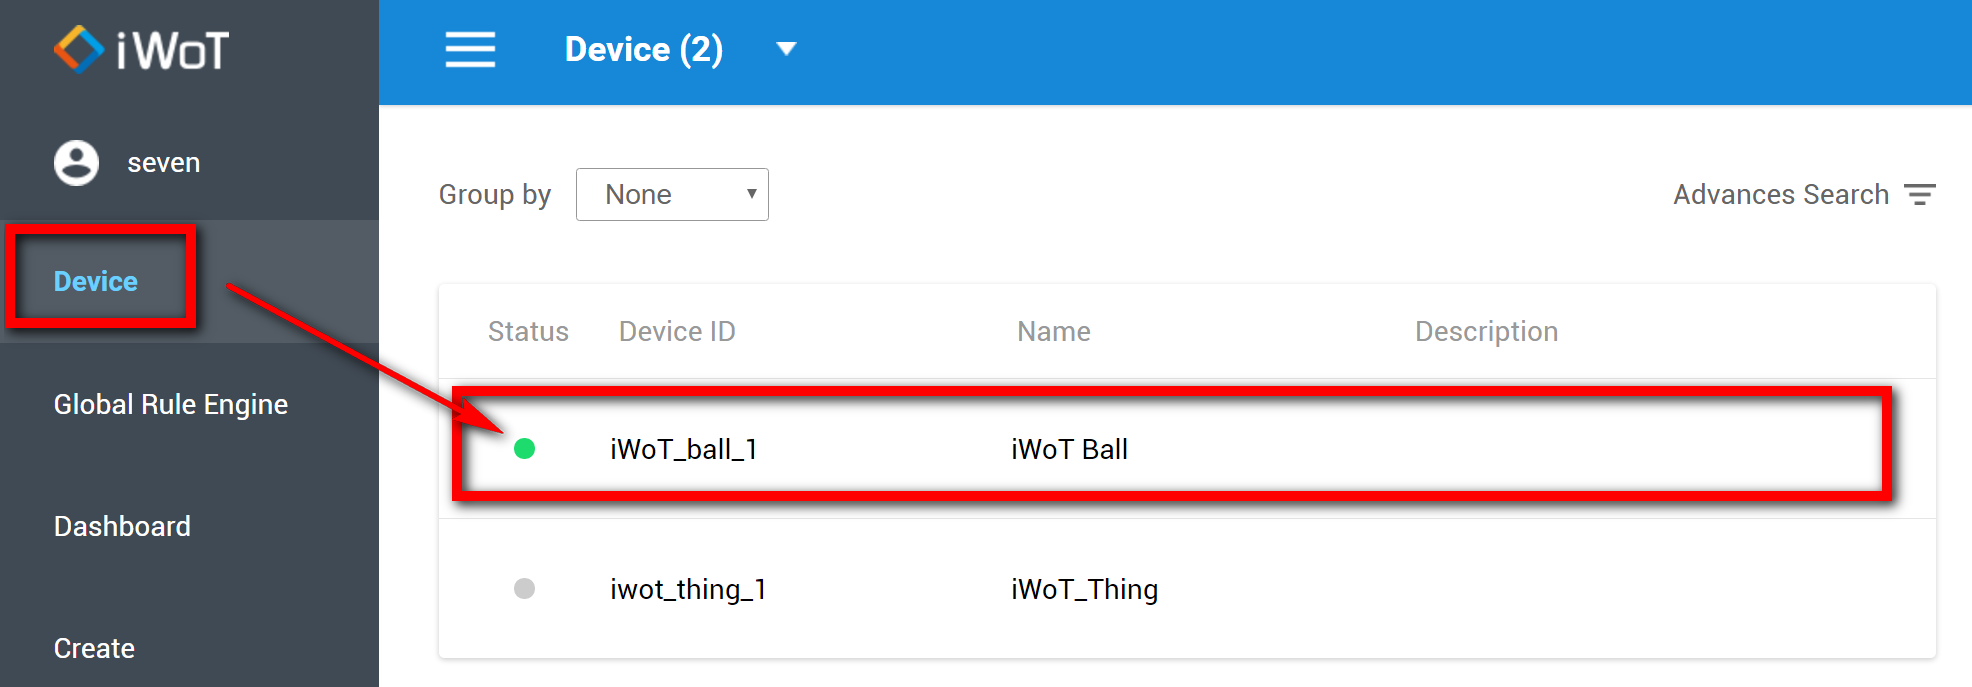 iWoT
Device (2)
seven
Group by None
Advances Search
Device
Status Device ID Name Description
Global Rule Engine
iWoT_ball_1 iWoT Ball
Dashboard
iwot_thing_1 iWoT_Thing
Create